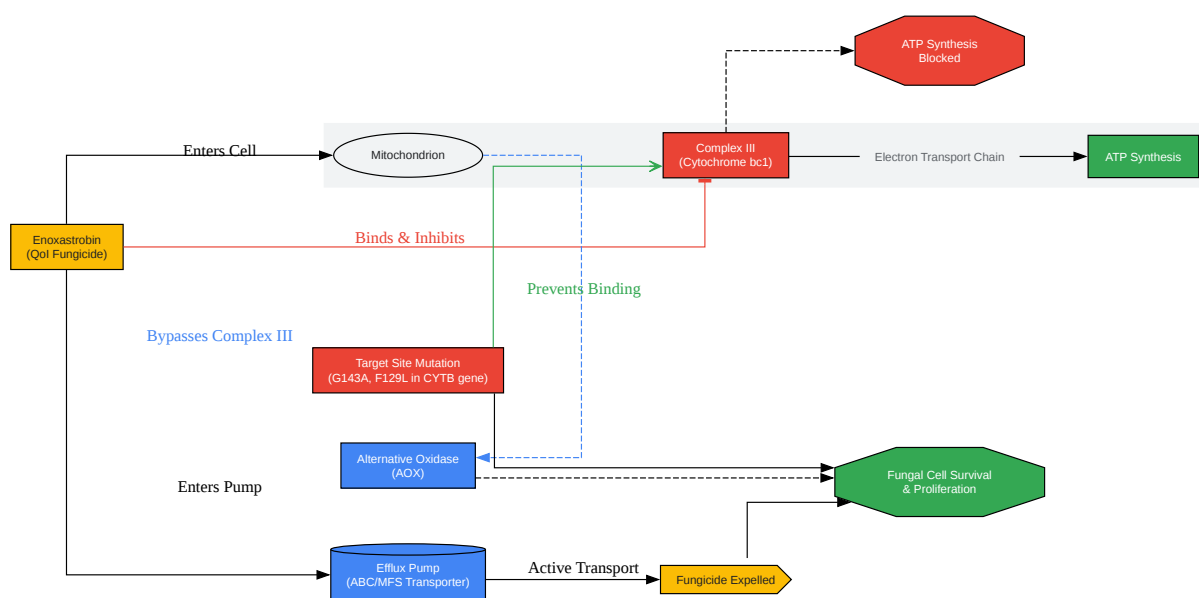 ATP Synthesis
Blocked
Enters Cell
Mitochondrion
Complex III
(Cytochrome bc1)
Electron Transport Chain
ATP Synthesis
Enoxastrobin
(QoI Fungicide)
Binds & Inhibits
Prevents Binding
Bypasses Complex III
Target Site Mutation
(G143A, F129L in CYTB gene)
Alternative Oxidase
(AOX)
Fungal Cell Survival
& Proliferation
Enters Pump
Efflux Pump
(ABC/MFS Transporter)
Active Transport
Fungicide Expelled